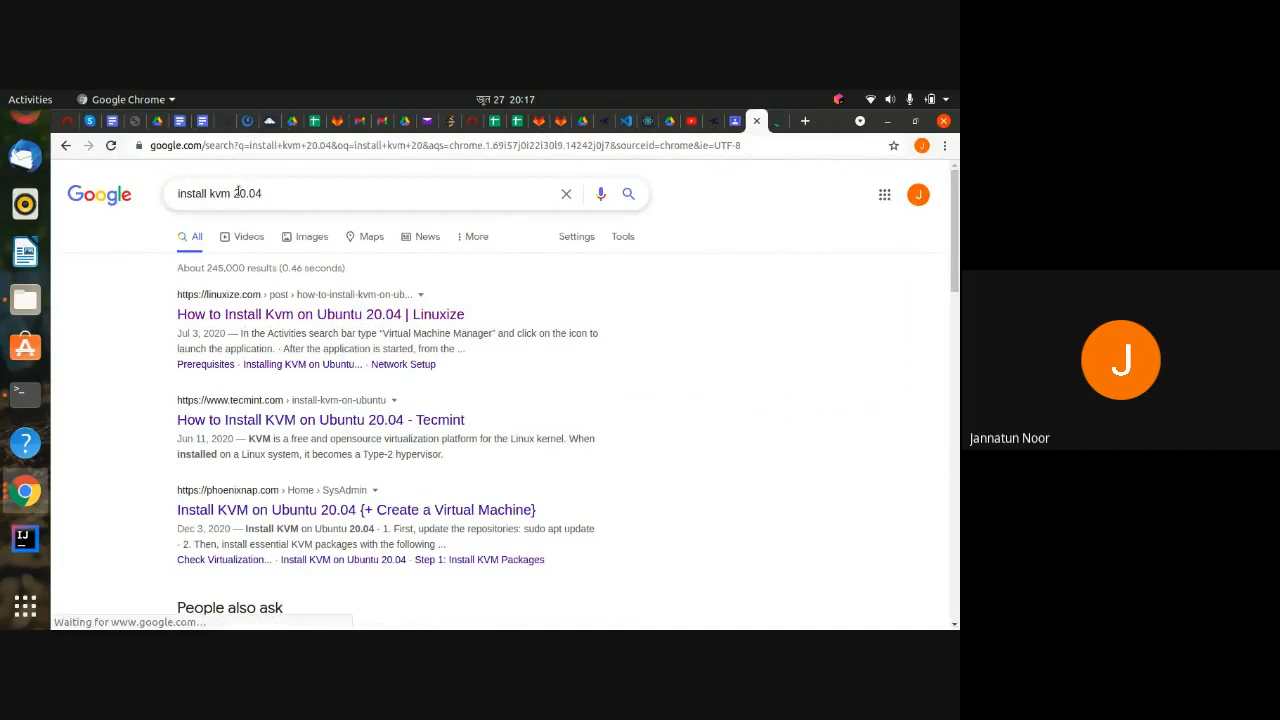 Activities
Google Chrome
जून 27 20:17
google.com/search?q=install+kvm+20.04&oq=install+kvm+20&aqs=chrome.1.69i57j0i22i30l9.14242j0j7&sourceid=chrome&ie=UTF-8
J
Google
install kvm 20.04
J
All
Videos
Images
Maps
News
More
Settings
Tools
About 245,000 results (0.46 seconds)
https://linuxize.com › post › how-to-install-kvm-on-ub...
How to Install Kvm on Ubuntu 20.04 | Linuxize
Jul 3, 2020 — In the Activities search bar type “Virtual Machine Manager” and click on the icon to
launch the application. · After the application is started, from the ...
Prerequisites · Installing KVM on Ubuntu... · Network Setup
https://www.tecmint.com › install-kvm-on-ubuntu
How to Install KVM on Ubuntu 20.04 - Tecmint
Jun 11, 2020 — KVM is a free and opensource virtualization platform for the Linux kernel. When
installed on a Linux system, it becomes a Type-2 hypervisor.
https://phoenixnap.com › Home › SysAdmin
Install KVM on Ubuntu 20.04 {+ Create a Virtual Machine}
Dec 3, 2020 — Install KVM on Ubuntu 20.04 · 1. First, update the repositories: sudo apt update
· 2. Then, install essential KVM packages with the following ...
Check Virtualization... · Install KVM on Ubuntu 20.04 · Step 1: Install KVM Packages
People also ask
Waiting for www.google.com...
IJ
J
Jannatun Noor